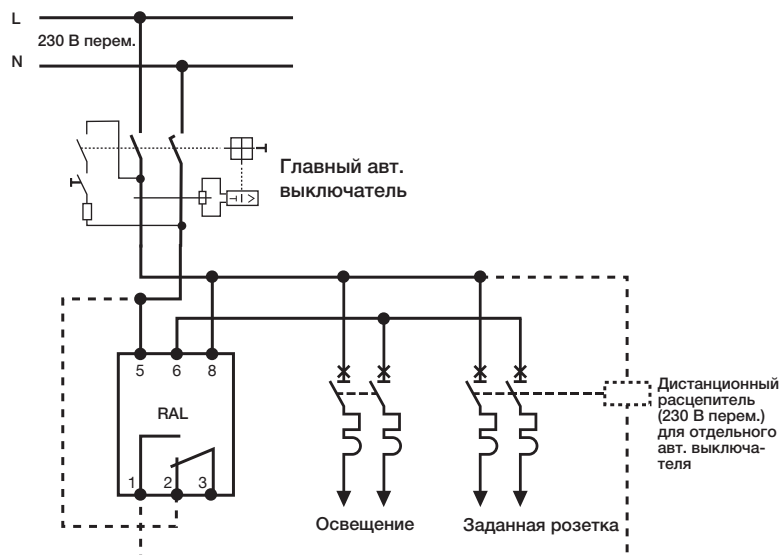 L
230 В перем.
N
Главный авт.
выключатель
5 6 8
RAL
1 2 3
Дистанционный
расцепитель
(230 В перем.)
для отдельного
авт. выключа-
теля
Освещение
Заданная розетка